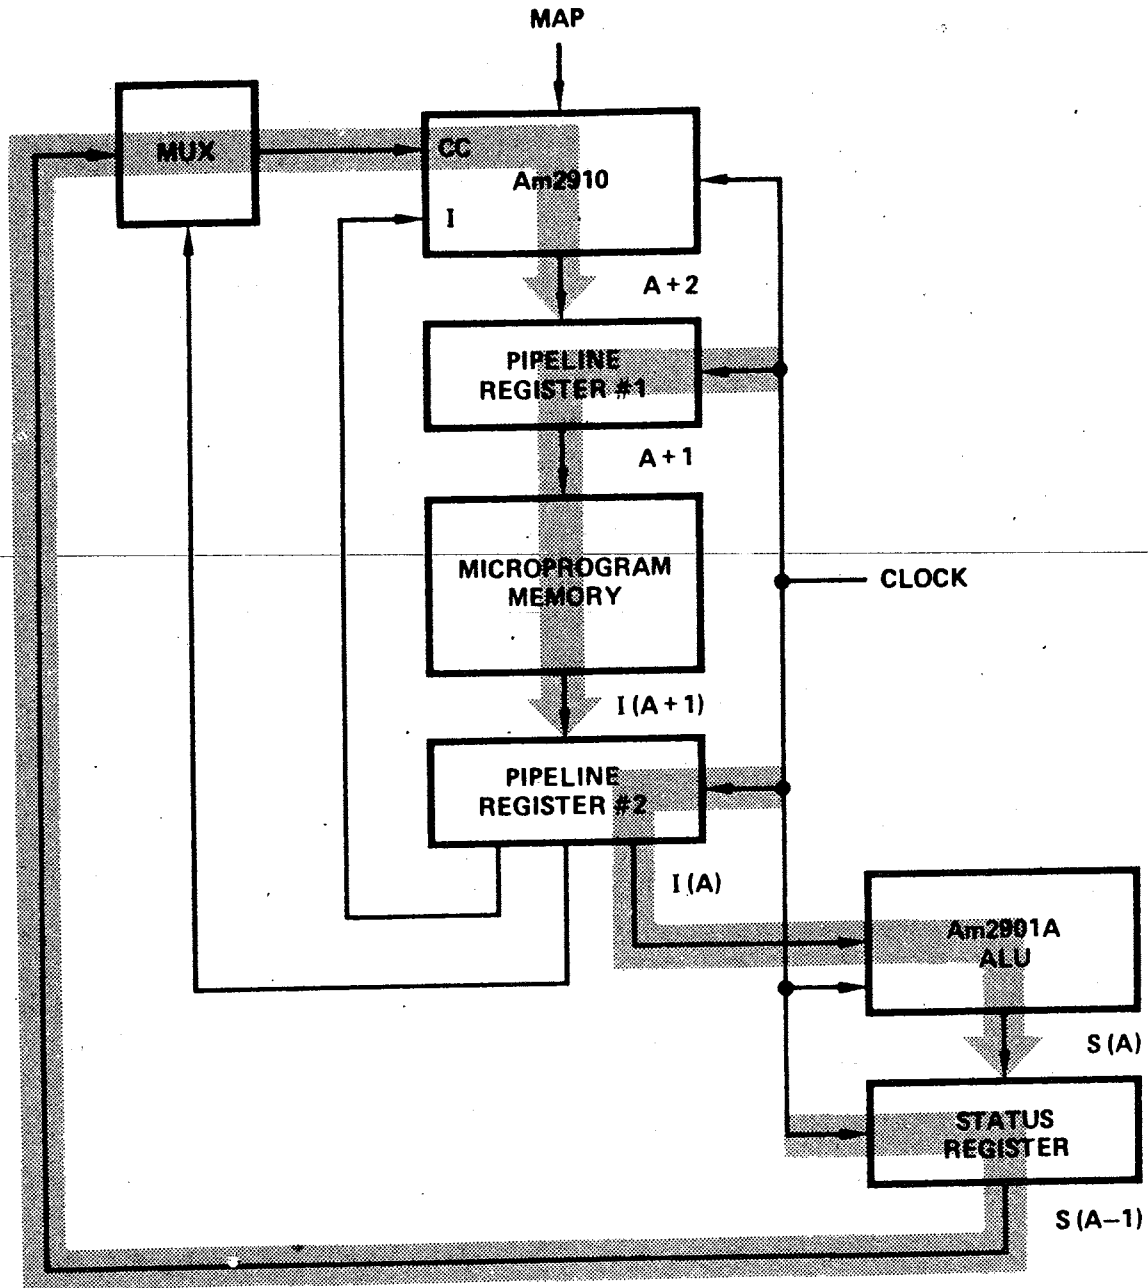 MAP
MUX
CC
Am2910
I
A + 2
PIPELINE
REGISTER #1
A + 1
MICROPROGRAM
MEMORY
CLOCK
I (A + 1)
PIPELINE
REGISTER #2
I (A)
Am2901A
ALU
S (A)
STATUS
REGISTER
S (A–1)